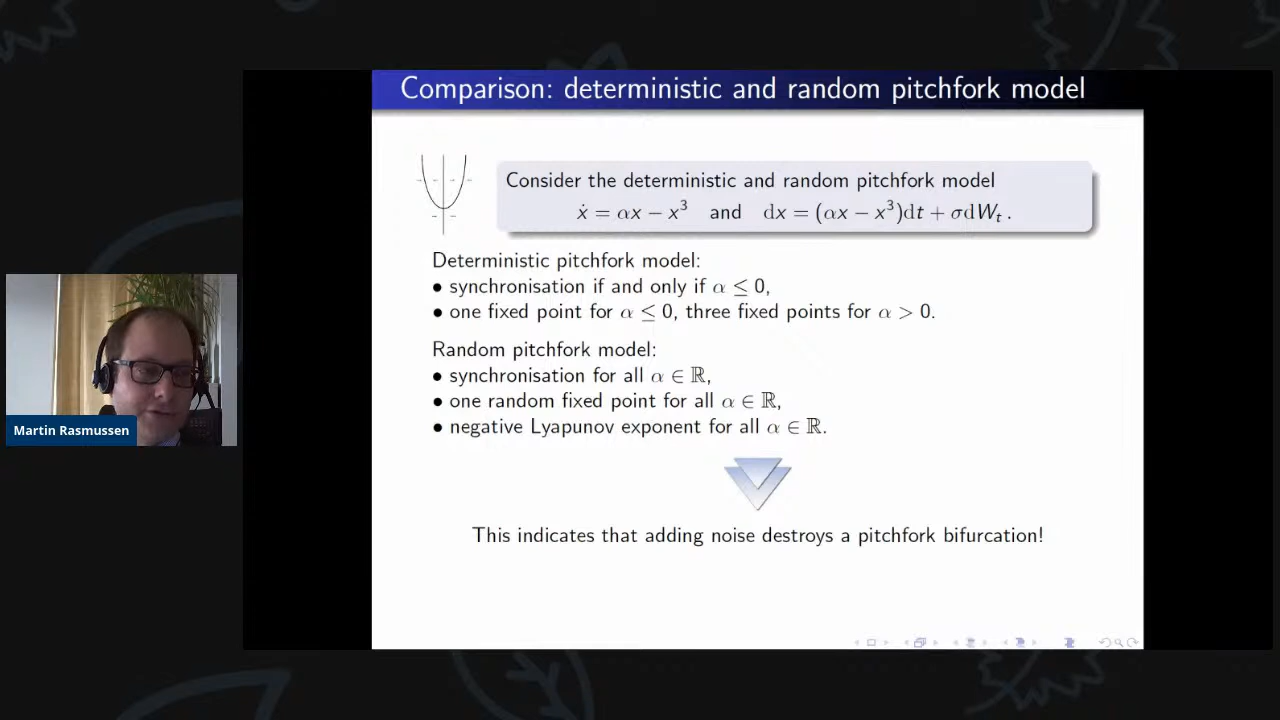 Comparison: deterministic and random pitchfork model
Consider the deterministic and random pitchfork model
ẋ = αx − x³ and dx = (αx − x³)dt + σdWₜ .
Deterministic pitchfork model:
• synchronisation if and only if α ≤ 0,
• one fixed point for α ≤ 0, three fixed points for α > 0.
Random pitchfork model:
• synchronisation for all α ∈ ℝ,
• one random fixed point for all α ∈ ℝ,
• negative Lyapunov exponent for all α ∈ ℝ.
This indicates that adding noise destroys a pitchfork bifurcation!
Martin Rasmussen